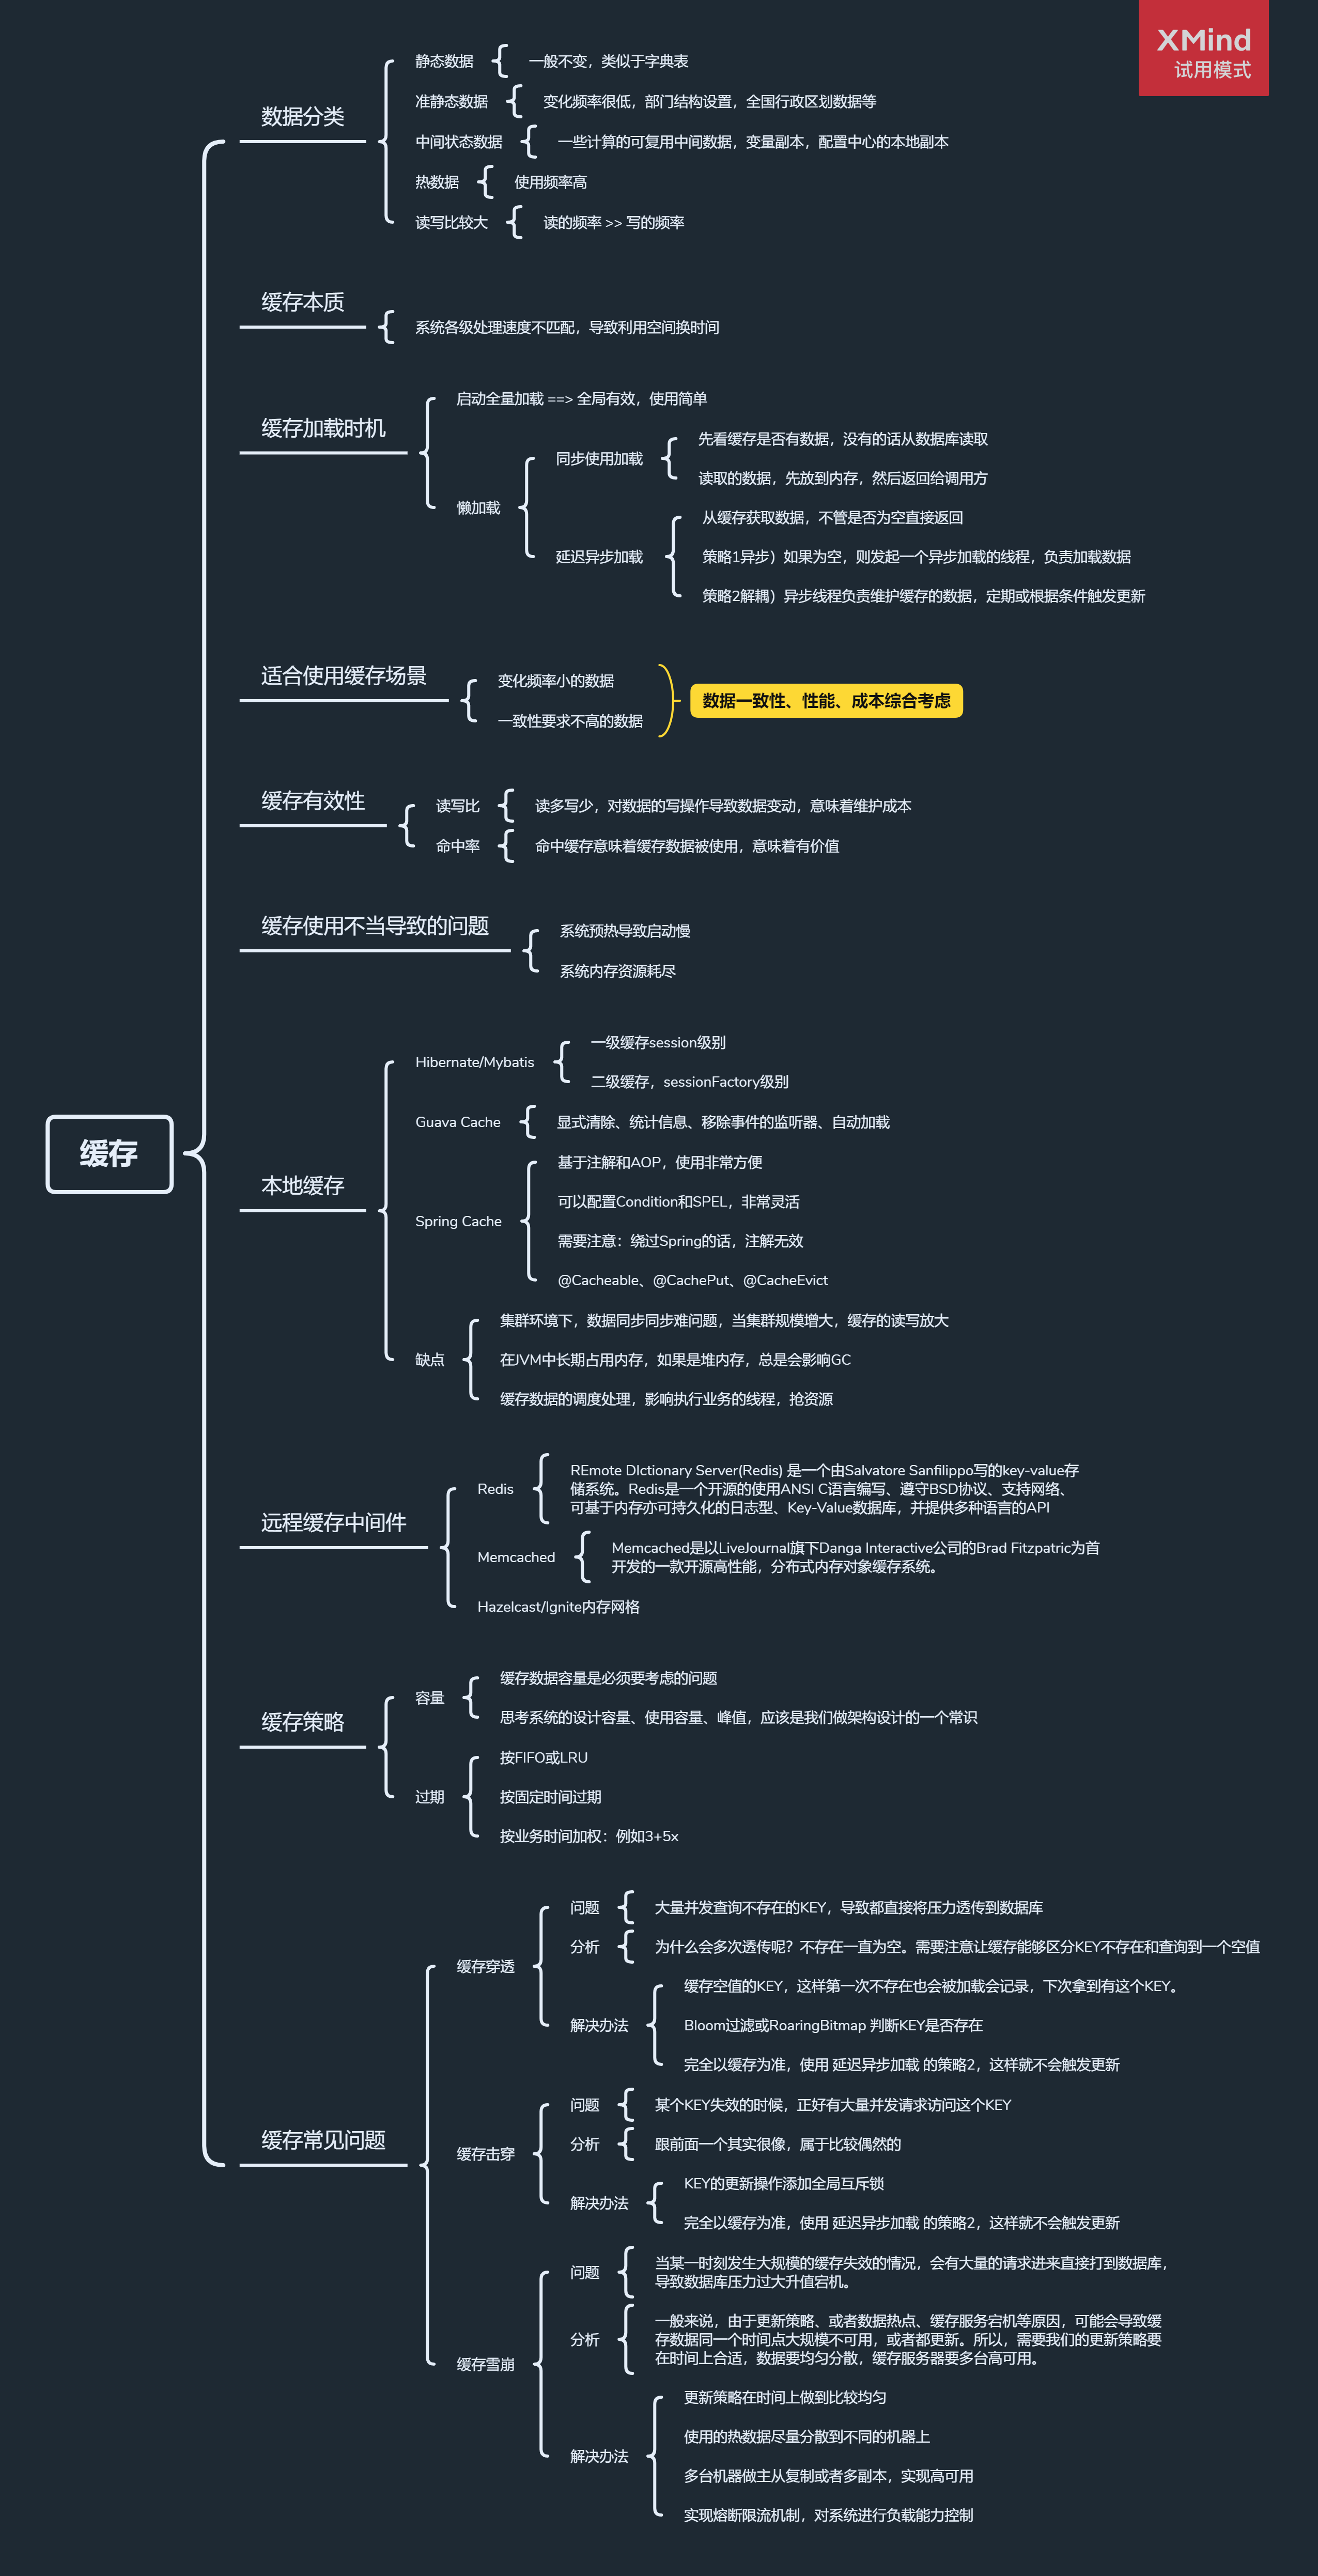 XMind
试用模式
缓存
数据分类
静态数据
一般不变，类似于字典表
准静态数据
变化频率很低，部门结构设置，全国行政区划数据等
中间状态数据
一些计算的可复用中间数据，变量副本，配置中心的本地副本
热数据
使用频率高
读写比较大
读的频率 >> 写的频率
缓存本质
系统各级处理速度不匹配，导致利用空间换时间
缓存加载时机
启动全量加载 ==> 全局有效，使用简单
懒加载
同步使用加载
先看缓存是否有数据，没有的话从数据库读取
读取的数据，先放到内存，然后返回给调用方
延迟异步加载
从缓存获取数据，不管是否为空直接返回
策略1异步）如果为空，则发起一个异步加载的线程，负责加载数据
策略2解耦）异步线程负责维护缓存的数据，定期或根据条件触发更新
适合使用缓存场景
变化频率小的数据
一致性要求不高的数据
数据一致性、性能、成本综合考虑
缓存有效性
读写比
读多写少，对数据的写操作导致数据变动，意味着维护成本
命中率
命中缓存意味着缓存数据被使用，意味着有价值
缓存使用不当导致的问题
系统预热导致启动慢
系统内存资源耗尽
本地缓存
Hibernate/Mybatis
一级缓存session级别
二级缓存，sessionFactory级别
Guava Cache
显式清除、统计信息、移除事件的监听器、自动加载
Spring Cache
基于注解和AOP，使用非常方便
可以配置Condition和SPEL，非常灵活
需要注意：绕过Spring的话，注解无效
@Cacheable、@CachePut、@CacheEvict
缺点
集群环境下，数据同步同步难问题，当集群规模增大，缓存的读写放大
在JVM中长期占用内存，如果是堆内存，总是会影响GC
缓存数据的调度处理，影响执行业务的线程，抢资源
远程缓存中间件
Redis
REmote DIctionary Server(Redis) 是一个由Salvatore Sanfilippo写的key-value存
储系统。Redis是一个开源的使用ANSI C语言编写、遵守BSD协议、支持网络、
可基于内存亦可持久化的日志型、Key-Value数据库，并提供多种语言的API
Memcached
Memcached是以LiveJournal旗下Danga Interactive公司的Brad Fitzpatric为首
开发的一款开源高性能，分布式内存对象缓存系统。
Hazelcast/Ignite内存网格
缓存策略
容量
缓存数据容量是必须要考虑的问题
思考系统的设计容量、使用容量、峰值，应该是我们做架构设计的一个常识
过期
按FIFO或LRU
按固定时间过期
按业务时间加权：例如3+5x
缓存常见问题
缓存穿透
问题
大量并发查询不存在的KEY，导致都直接将压力透传到数据库
分析
为什么会多次透传呢？不存在一直为空。需要注意让缓存能够区分KEY不存在和查询到一个空值
解决办法
缓存空值的KEY，这样第一次不存在也会被加载会记录，下次拿到有这个KEY。
Bloom过滤或RoaringBitmap 判断KEY是否存在
完全以缓存为准，使用 延迟异步加载 的策略2，这样就不会触发更新
缓存击穿
问题
某个KEY失效的时候，正好有大量并发请求访问这个KEY
分析
跟前面一个其实很像，属于比较偶然的
解决办法
KEY的更新操作添加全局互斥锁
完全以缓存为准，使用 延迟异步加载 的策略2，这样就不会触发更新
缓存雪崩
问题
当某一时刻发生大规模的缓存失效的情况，会有大量的请求进来直接打到数据库，
导致数据库压力过大升值宕机。
分析
一般来说，由于更新策略、或者数据热点、缓存服务宕机等原因，可能会导致缓
存数据同一个时间点大规模不可用，或者都更新。所以，需要我们的更新策略要
在时间上合适，数据要均匀分散，缓存服务器要多台高可用。
解决办法
更新策略在时间上做到比较均匀
使用的热数据尽量分散到不同的机器上
多台机器做主从复制或者多副本，实现高可用
实现熔断限流机制，对系统进行负载能力控制